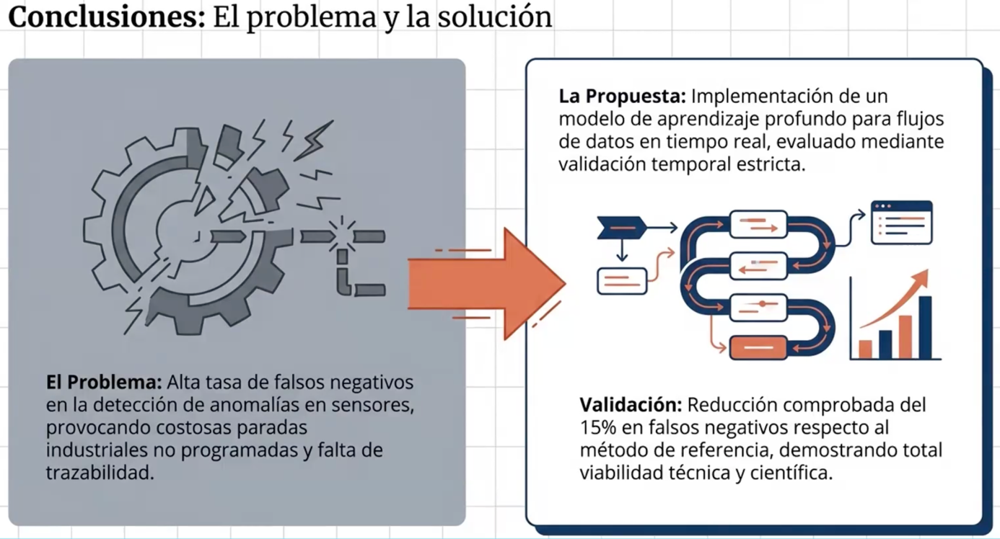 Conclusiones: El problema y la solución
El Problema: Alta tasa de falsos negativos
en la detección de anomalías en sensores,
provocando costosas paradas
industriales no programadas y falta de
trazabilidad.
La Propuesta: Implementación de un
modelo de aprendizaje profundo para flujos
de datos en tiempo real, evaluado mediante
validación temporal estricta.
Validación: Reducción comprobada del
15% en falsos negativos respecto al
método de referencia, demostrando total
viabilidad técnica y científica.